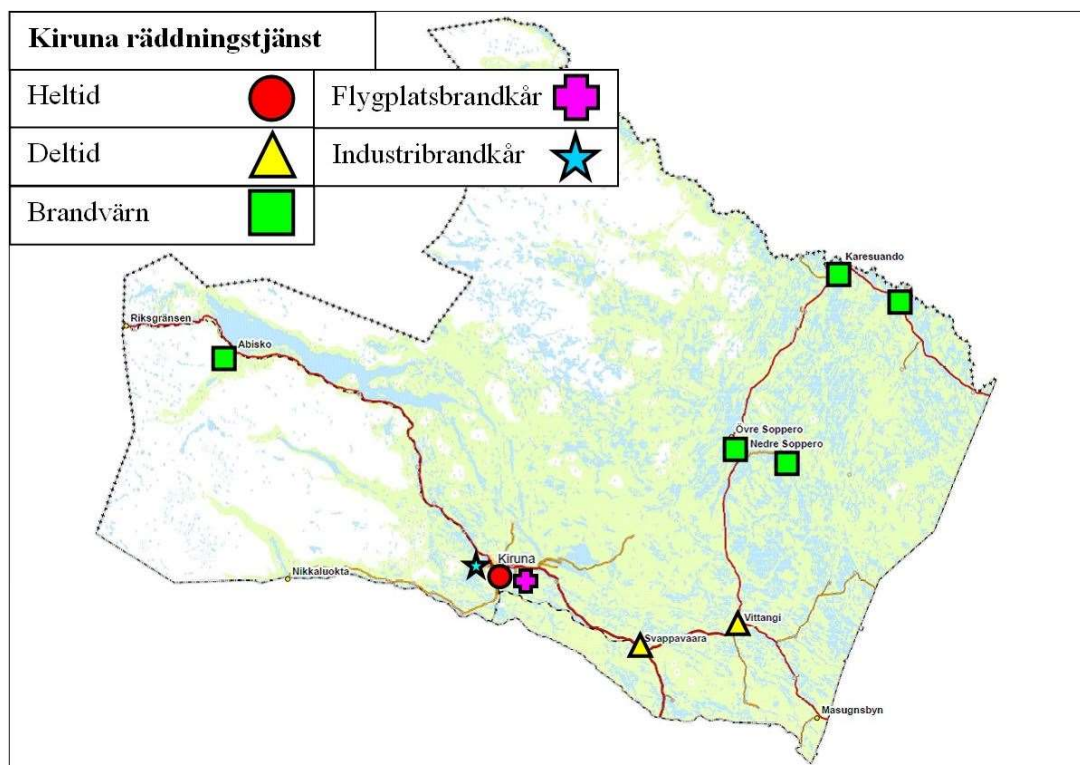 Kiruna räddningstjänst
Heltid
Flygplatsbrandkår
Deltid
Industribrandkår
Brandvärn
Karesuando
Riksgränsen
Abisko
Övre Soppero
Nedre Soppero
Kiruna
Nikkaluokta
Vittangi
Svappavaara
Masugnsbyn